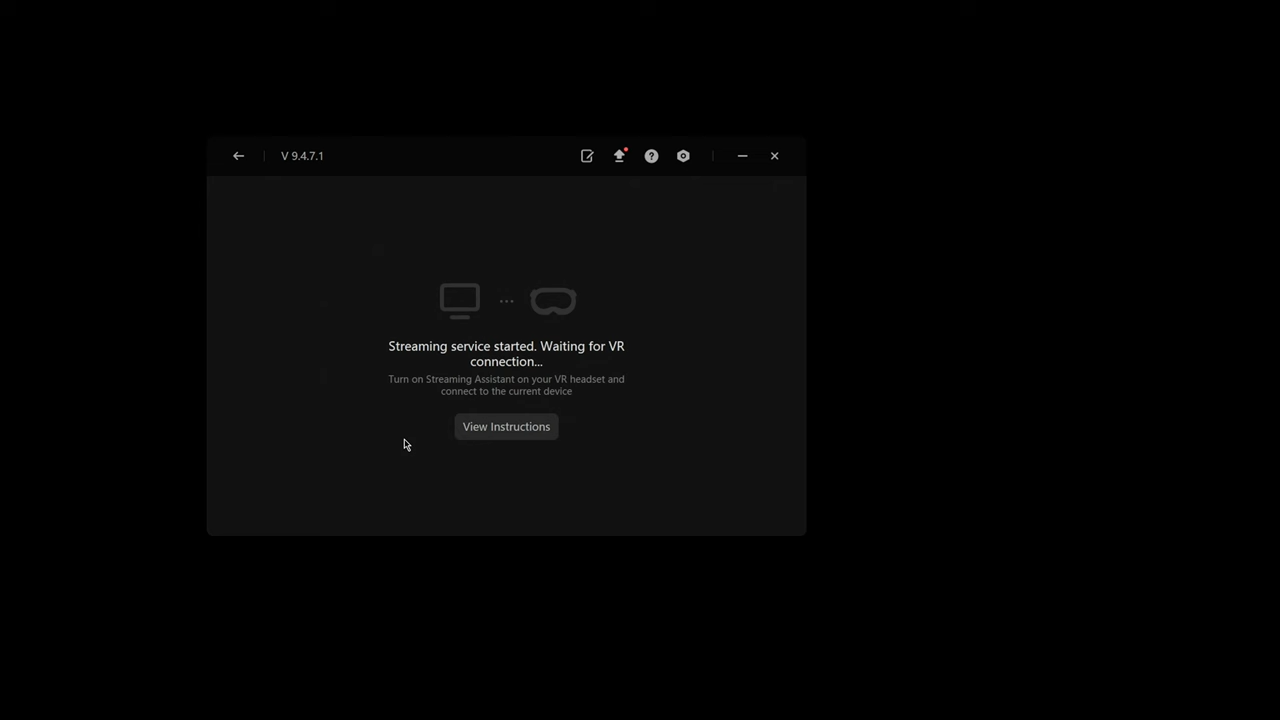 V 9.4.7.1
Streaming service started. Waiting for VR
connection...
Turn on Streaming Assistant on your VR headset and
connect to the current device
View Instructions